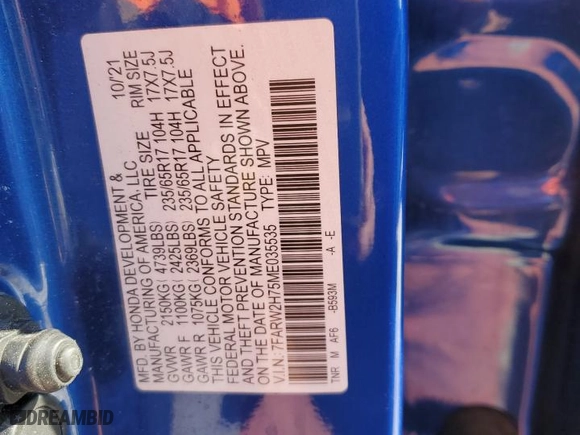 MFD. BY HONDA DEVELOPMENT & 10/21
MANUFACTURING OF AMERICA, LLC
TIRE SIZE RIM SIZE
GVWR 2150KG( 4739LBS) 235/65R17 104H 17X7.5J
GAWR F 1100KG( 2425LBS) 235/65R17 104H 17X7.5J
GAWR R 1075KG( 2369LBS)
THIS VEHICLE CONFORMS TO ALL APPLICABLE
FEDERAL MOTOR VEHICLE SAFETY
AND THEFT PREVENTION STANDARDS IN EFFECT
ON THE DATE OF MANUFACTURE SHOWN ABOVE.
V.I.N: 7FARW2H75ME035535 TYPE: MPV
TNR M AF6 -B593M -A -E
DREAMBID